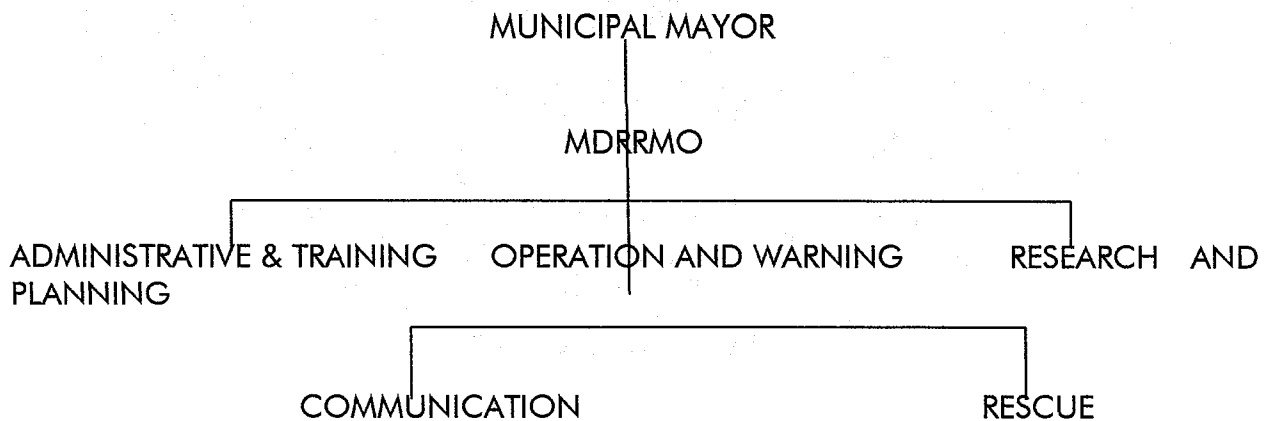 MUNICIPAL MAYOR
MDRRMO
ADMINISTRATIVE & TRAINING OPERATION AND WARNING RESEARCH AND
PLANNING
COMMUNICATION RESCUE